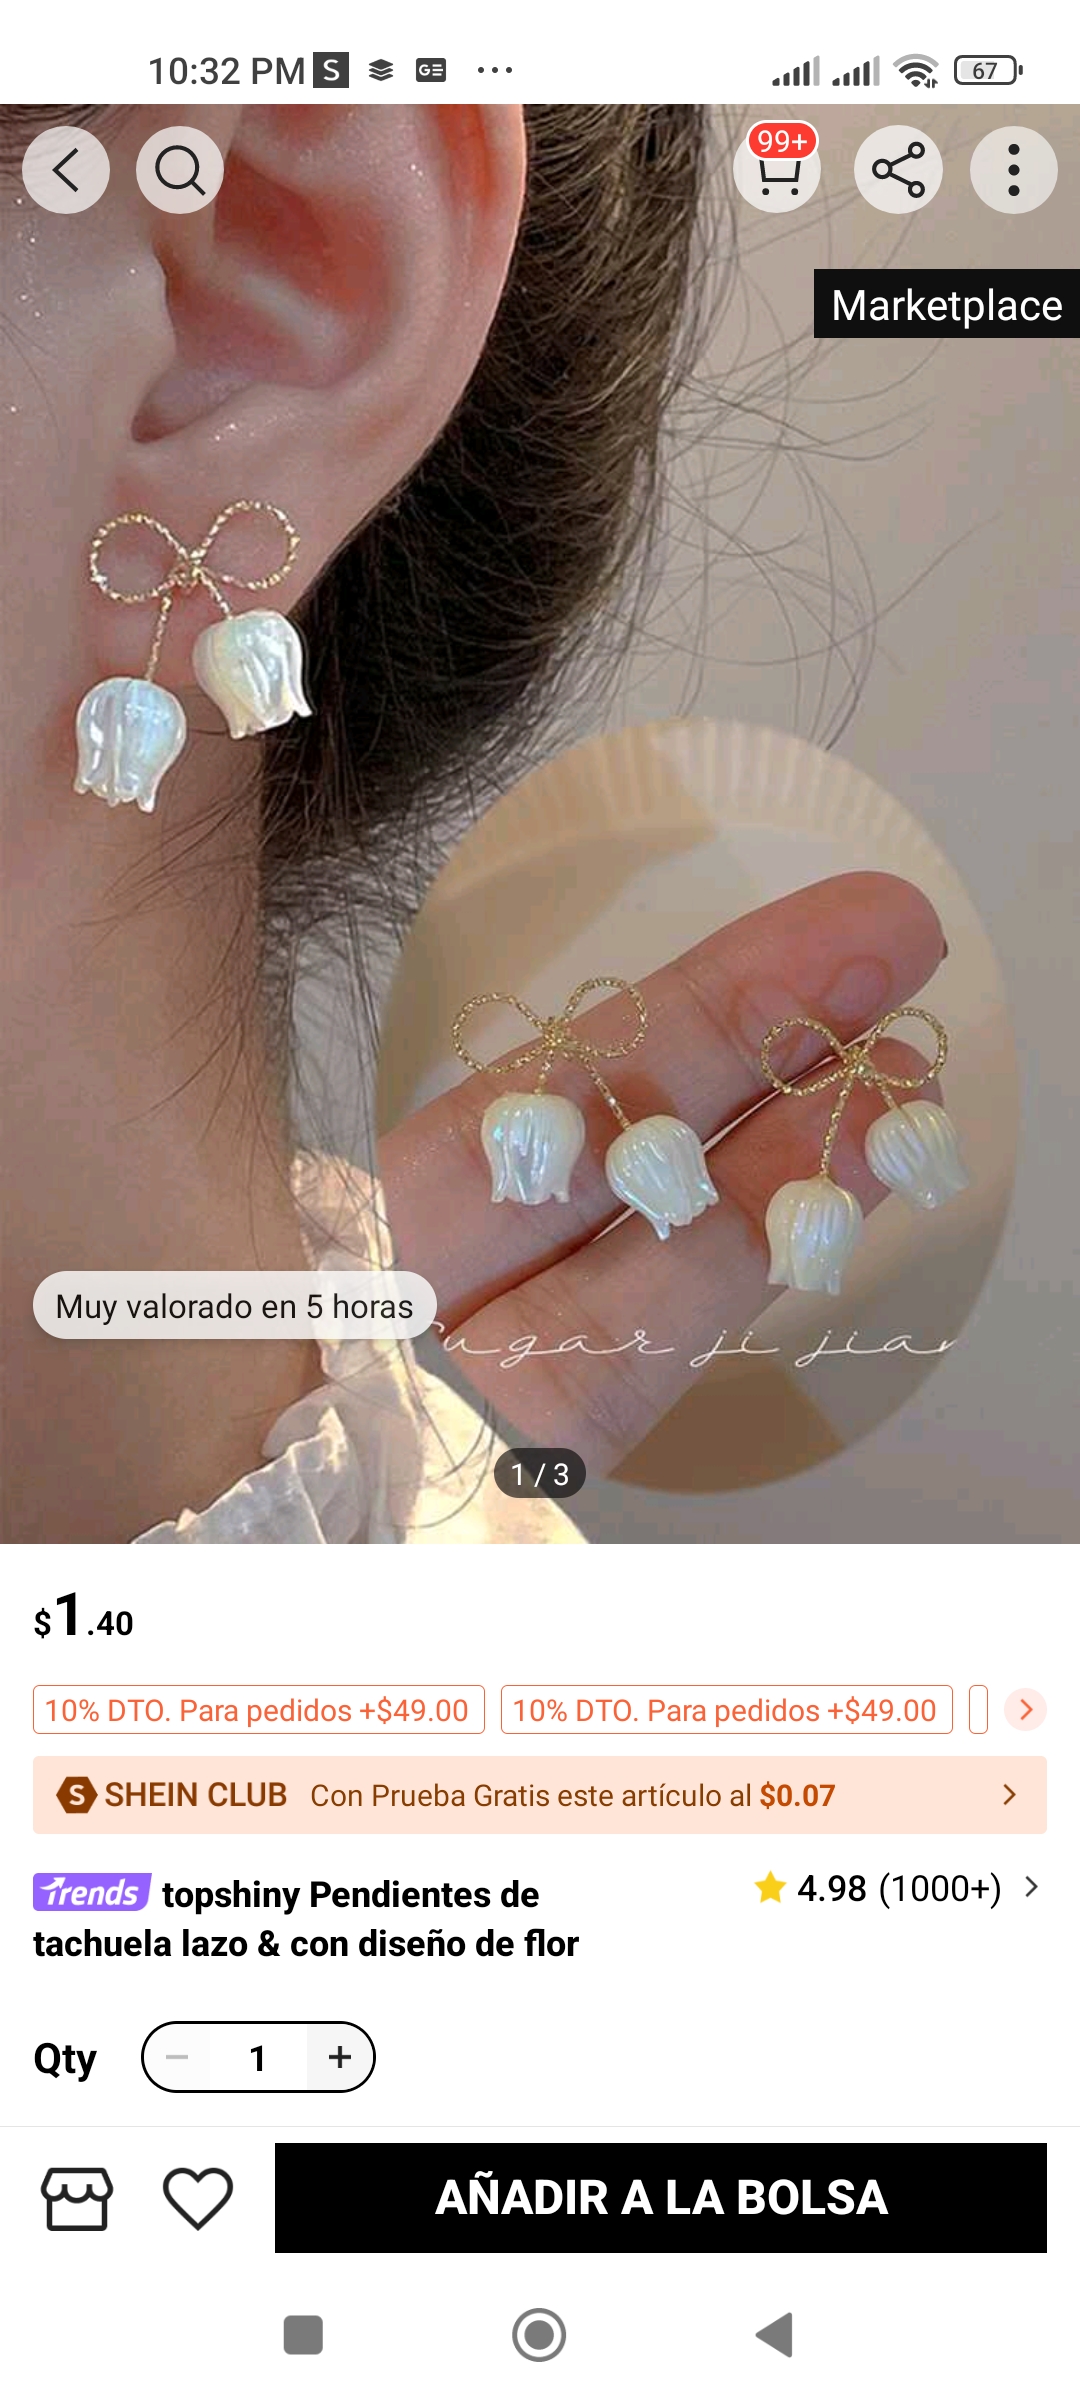 10:32 PM S GE ...
67
99+
Marketplace
Muy valorado en 5 horas
Sugar ji jian
1 / 3
$1.40
10% DTO. Para pedidos +$49.00
10% DTO. Para pedidos +$49.00
S SHEIN CLUB Con Prueba Gratis este artículo al $0.07
Trends topshiny Pendientes de
tachuela lazo & con diseño de flor
4.98 (1000+)
Qty 1
AÑADIR A LA BOLSA